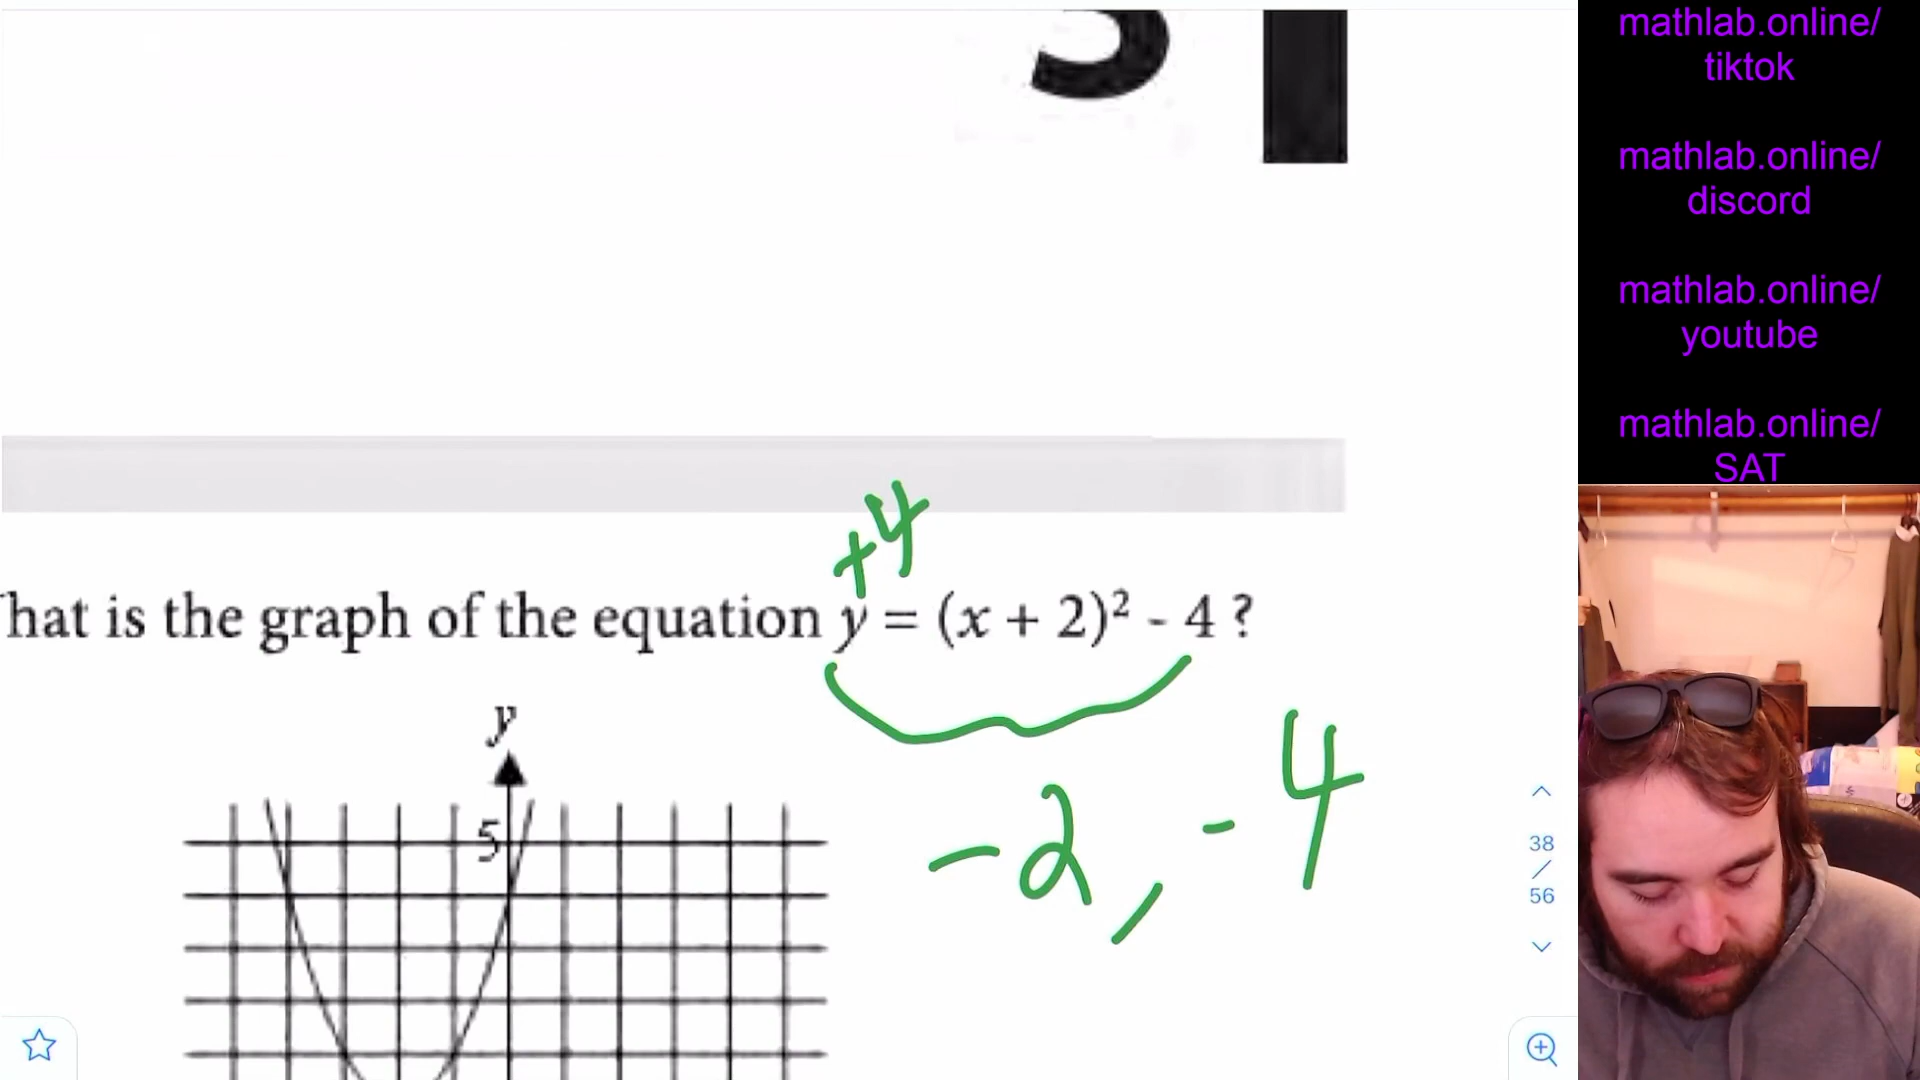 +4
hat is the graph of the equation y = (x + 2)² - 4 ?
-2, -4
y
5
38
/
56
mathlab.online/
tiktok
mathlab.online/
discord
mathlab.online/
youtube
mathlab.online/
SAT